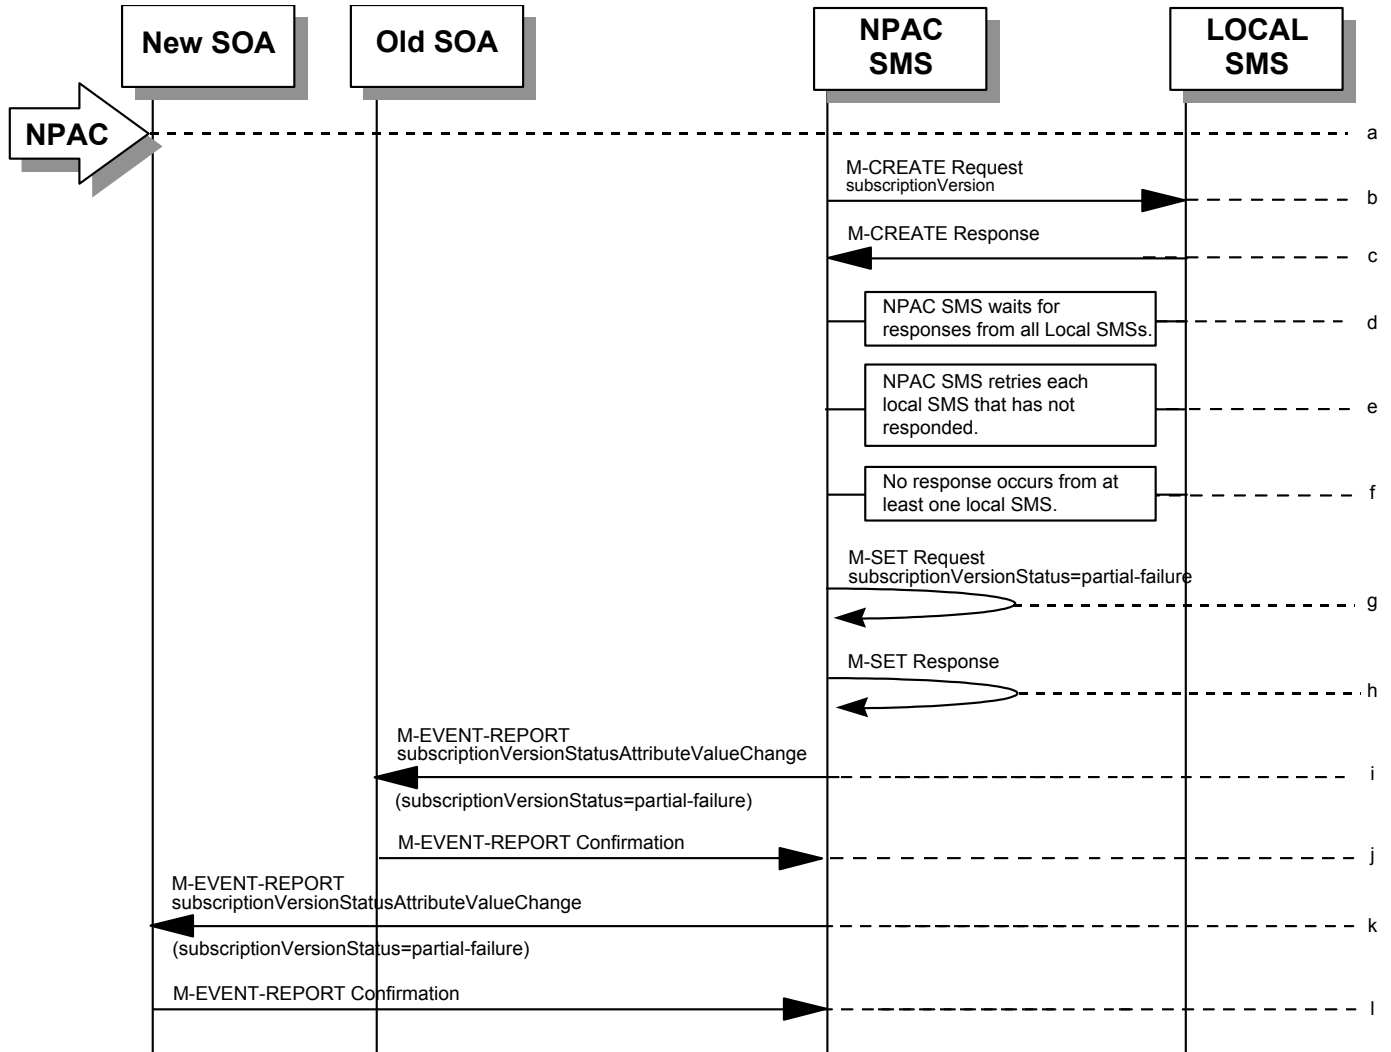 New SOA
Old SOA
NPAC
SMS
LOCAL
SMS
NPAC
a
M-CREATE Request
subscriptionVersion
b
M-CREATE Response
c
NPAC SMS waits for
responses from all Local SMSs.
d
NPAC SMS retries each
local SMS that has not
responded.
e
No response occurs from at
least one local SMS.
f
M-SET Request
subscriptionVersionStatus=partial-failure
g
M-SET Response
h
M-EVENT-REPORT
subscriptionVersionStatusAttributeValueChange
i
(subscriptionVersionStatus=partial-failure)
M-EVENT-REPORT Confirmation
j
M-EVENT-REPORT
subscriptionVersionStatusAttributeValueChange
k
(subscriptionVersionStatus=partial-failure)
M-EVENT-REPORT Confirmation
l